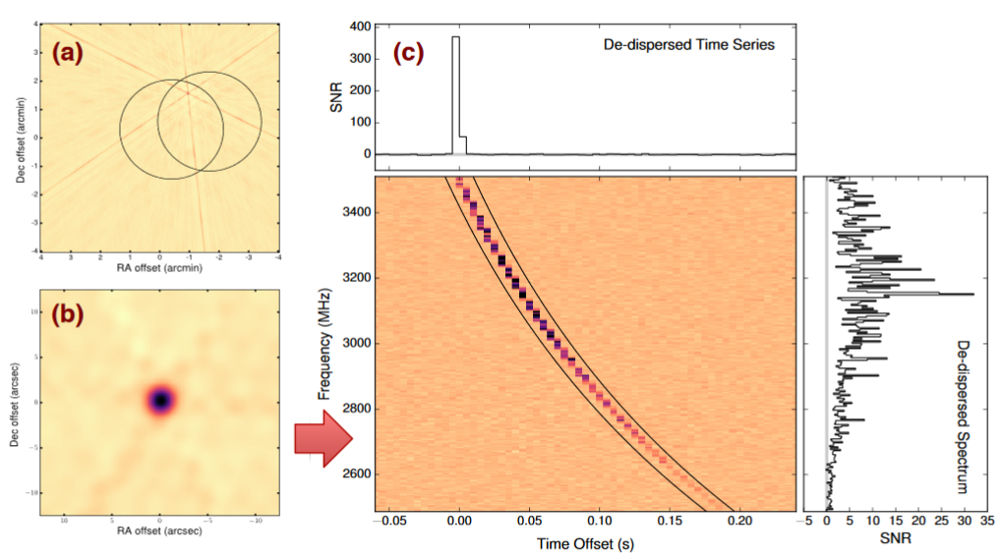 (a)
4
3
2
1
0
-1
-2
-3
-4
Dec offset (arcmin)
4 3 2 1 0 -1 -2 -3 -4
RA offset (arcmin)
(b)
10
5
0
−5
−10
Dec offset (arcsec)
10 5 0 −5 −10
RA offset (arcsec)
(c)
De-dispersed Time Series
SNR
400
300
200
100
0
Frequency (MHz)
3400
3200
3000
2800
2600
−0.05 0.00 0.05 0.10 0.15 0.20
Time Offset (s)
De-dispersed Spectrum
−5 0 5 10 15 20 25 30 35
SNR